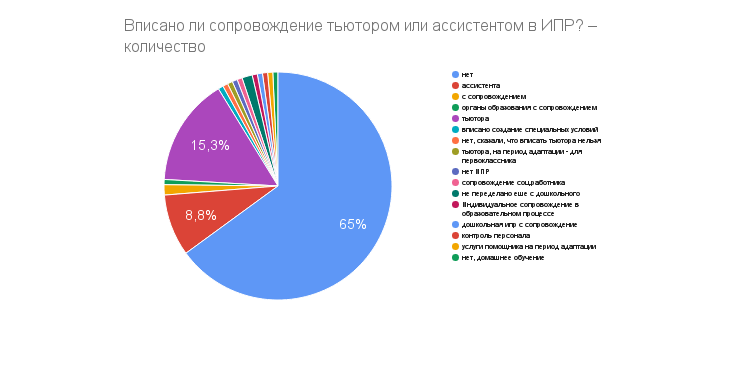 Вписано ли сопровождение тьютором или ассистентом в ИПР? –
количество
нет
ассистента
с сопровождением
органы образования с сопровождением
тьютора
вписано создание специальных условий
нет, сказали, что вписать тьютора нельзя
тьютора, на период адаптации - для
первоклассника
нет ИПР
сопровождение соцработника
не переделано еще с дошкольного
Индивидуальное сопровождение в
образовательном процессе
дошкольная ипр с сопровождение
контроль персонала
услуги помощника на период адаптации
нет, домашнее обучение
15,3%
8,8%
65%